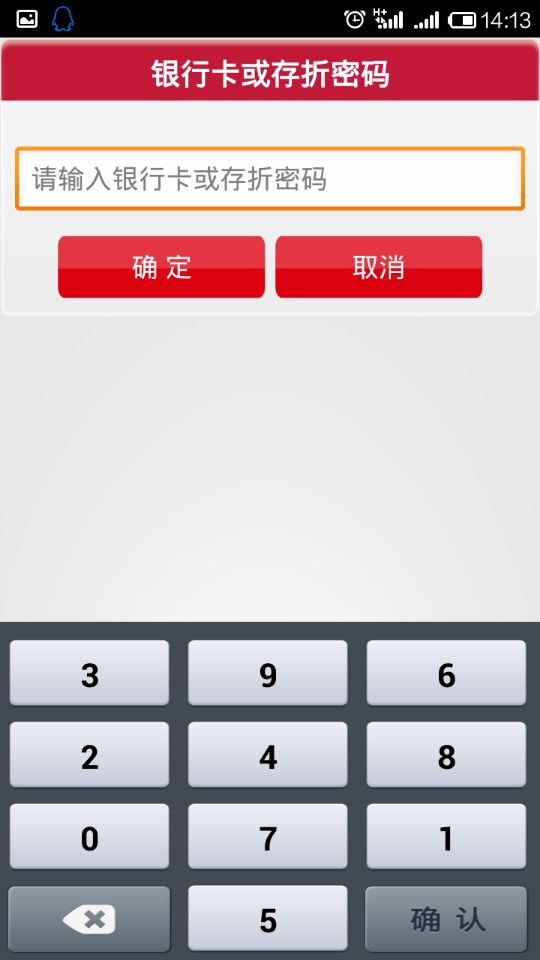 H+ 14:13
银行卡或存折密码
请输入银行卡或存折密码
确 定 取消
3 9 6
2 4 8
0 7 1
5 确 认